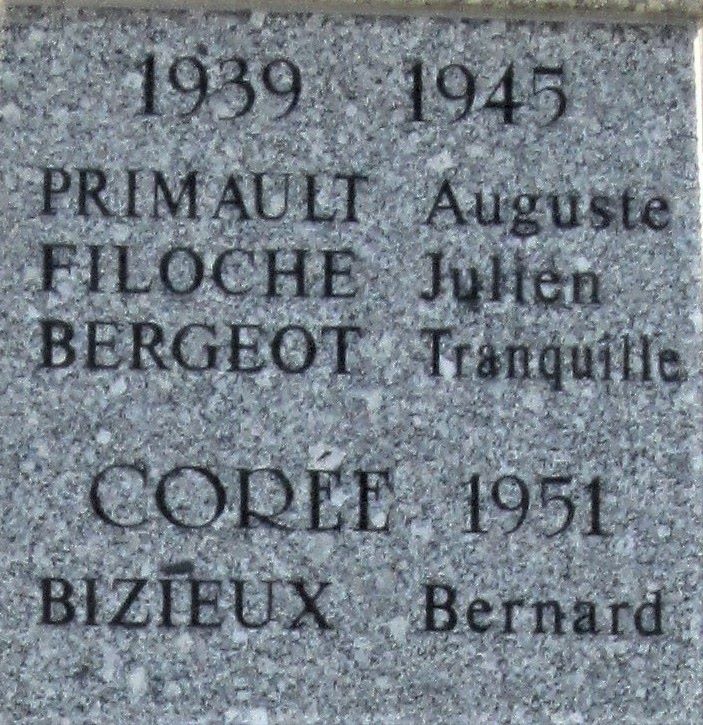 1939 1945
PRIMAULT Auguste
FILOCHE Julien
BERGEOT Tranquille
CORÉE 1951
BIZIEUX Bernard